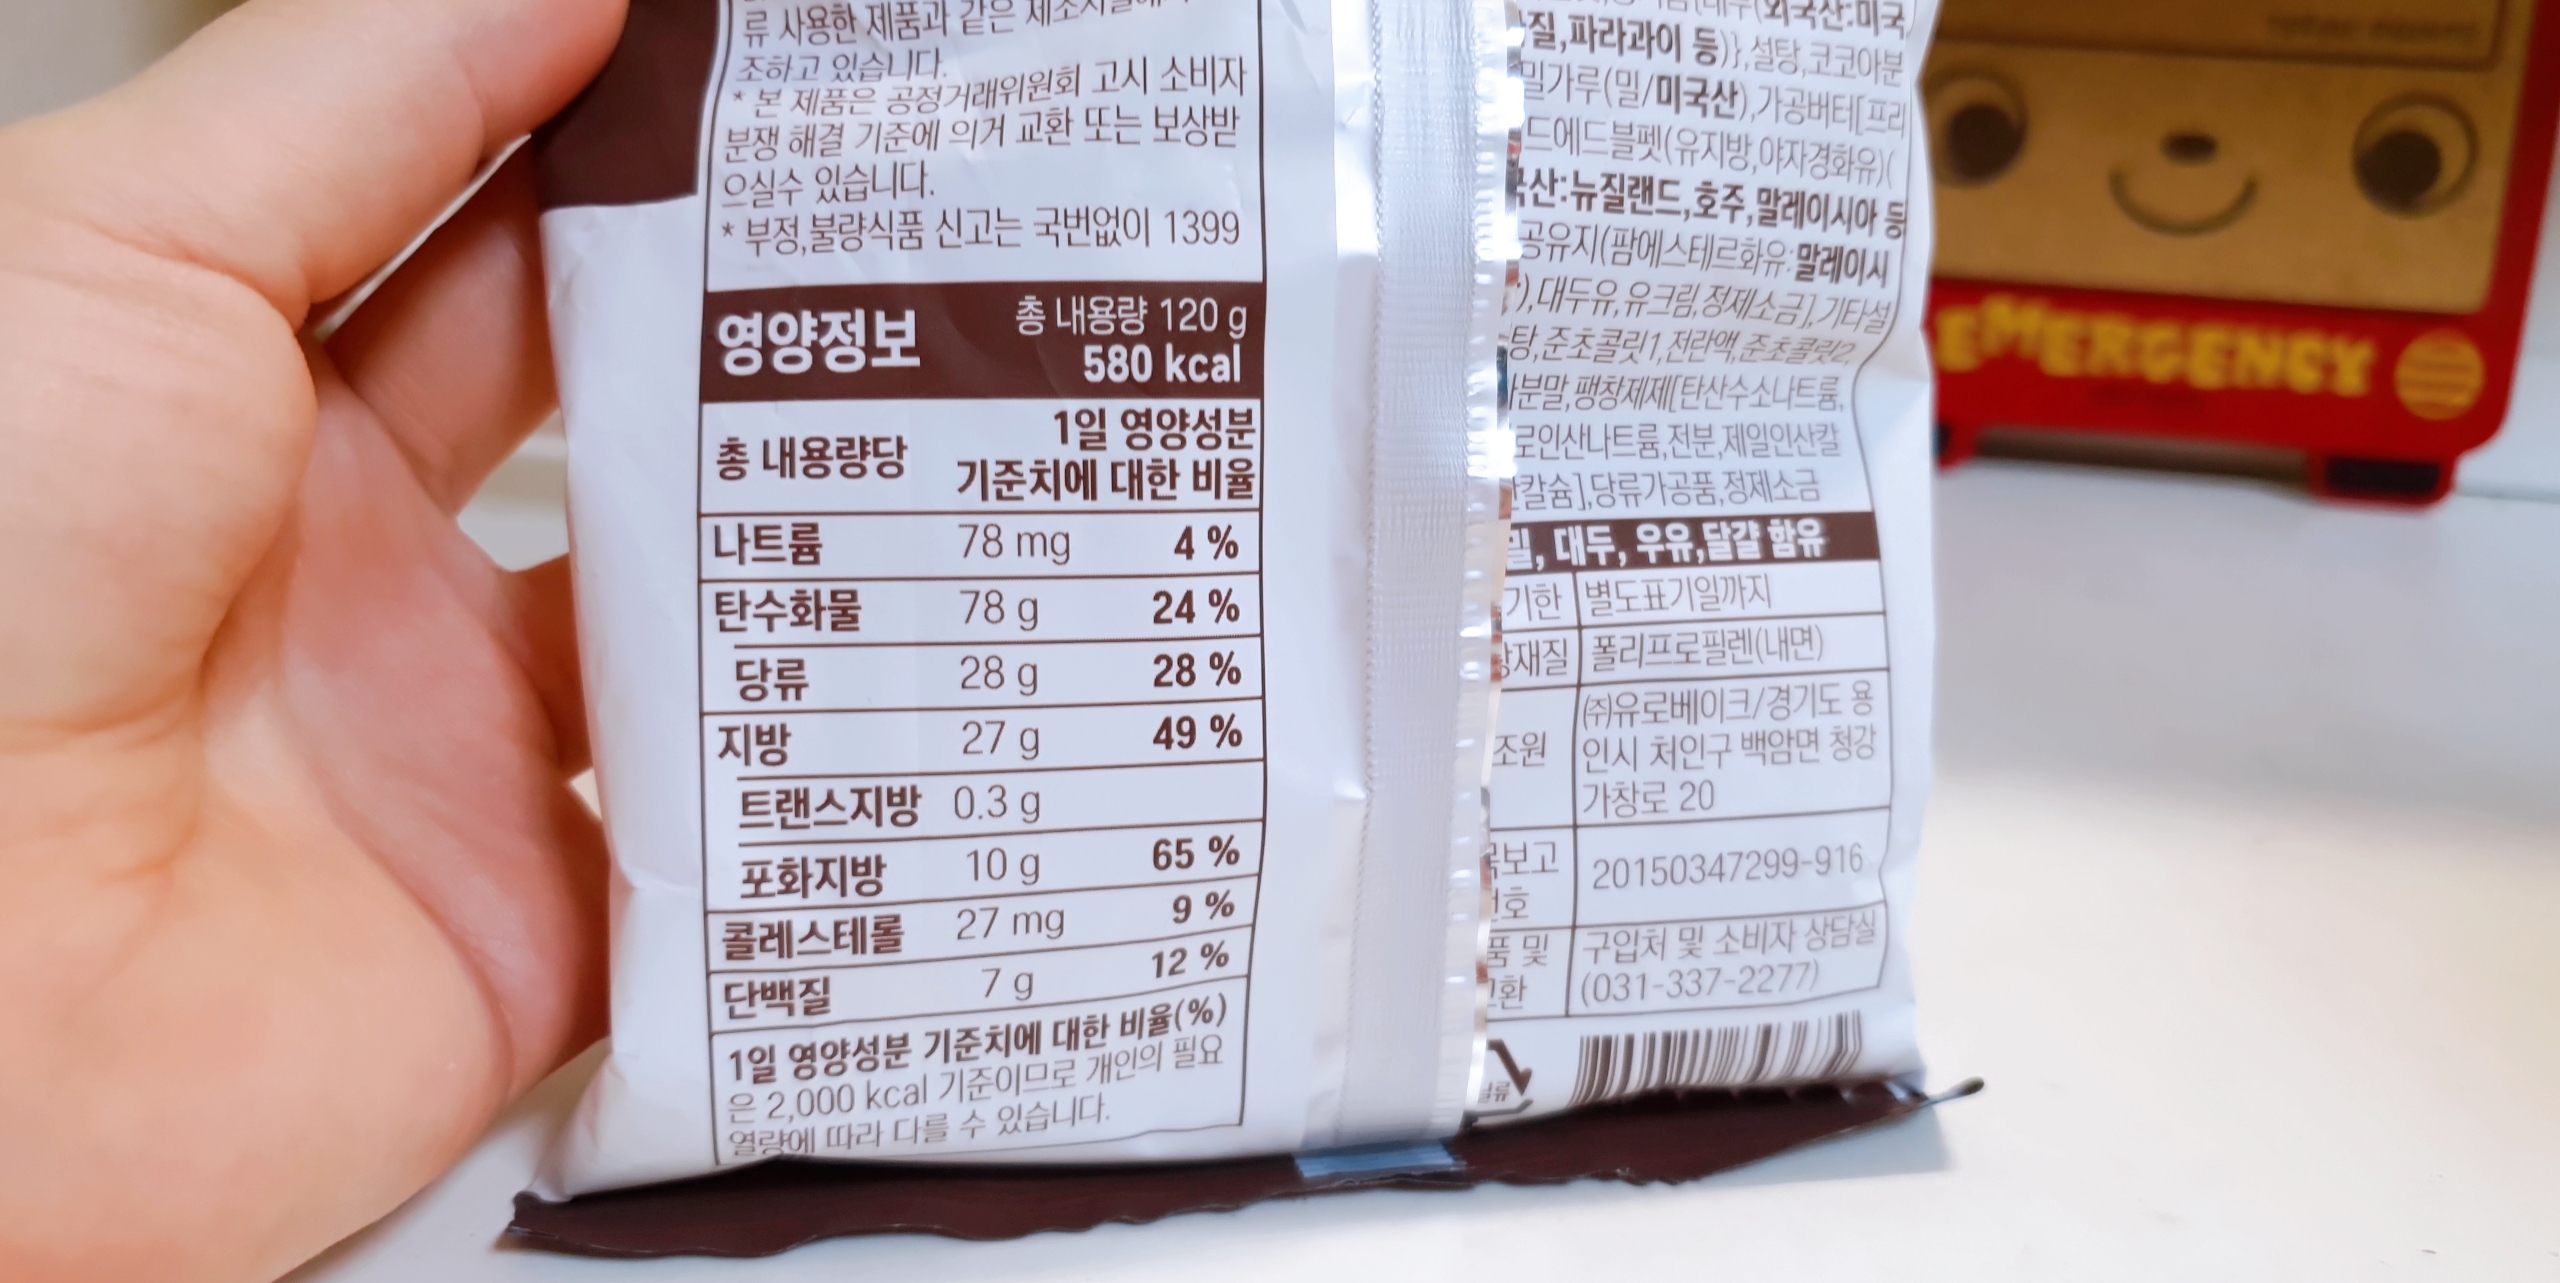 류 사용한 제품과 같은
조하고 있습니다.
* 본 제품은 공정거래위원회 고시 소비자
분쟁 해결 기준에 의거 교환 또는 보상받
으실수 있습니다.
* 부정,불량식품 신고는 국번없이 1399
영양정보
총 내용량 120 g
580 kcal
총 내용량당
1일 영양성분
기준치에 대한 비율
나트륨 78 mg 4 %
탄수화물 78 g 24 %
당류 28 g 28 %
지방 27 g 49 %
트랜스지방 0.3 g
포화지방 10 g 65 %
콜레스테롤 27 mg 9 %
단백질 7 g 12 %
1일 영양성분 기준치에 대한 비율(%)
은 2,000 kcal 기준이므로 개인의 필요
열량에 따라 다를 수 있습니다.
(외국산:미국
질,파라과이 등)},설탕,코코아분
밀가루(밀/미국산),가공버터[프리
드에드블펫(유지방,야자경화유)(
산:뉴질랜드,호주,말레이시아 등
공유지(팜에스테르화유:말레이시
),대두유,유크림,정제소금],기타설
탕,준초콜릿1,전란액,준초콜릿2,
분말,팽창제제[탄산수소나트륨,
로인산나트륨,전분,제일인산칼
칼슘],당류가공품,정제소금
밀, 대두, 우유,달걀 함유
기한 별도표기일까지
재질 폴리프로필렌(내면)
조원 ㈜유로베이크/경기도 용
인시 처인구 백암면 청강
가창로 20
보고 20150347299-916
호
품 및 구입처 및 소비자 상담실
환 (031-337-2277)
EMERGENCY